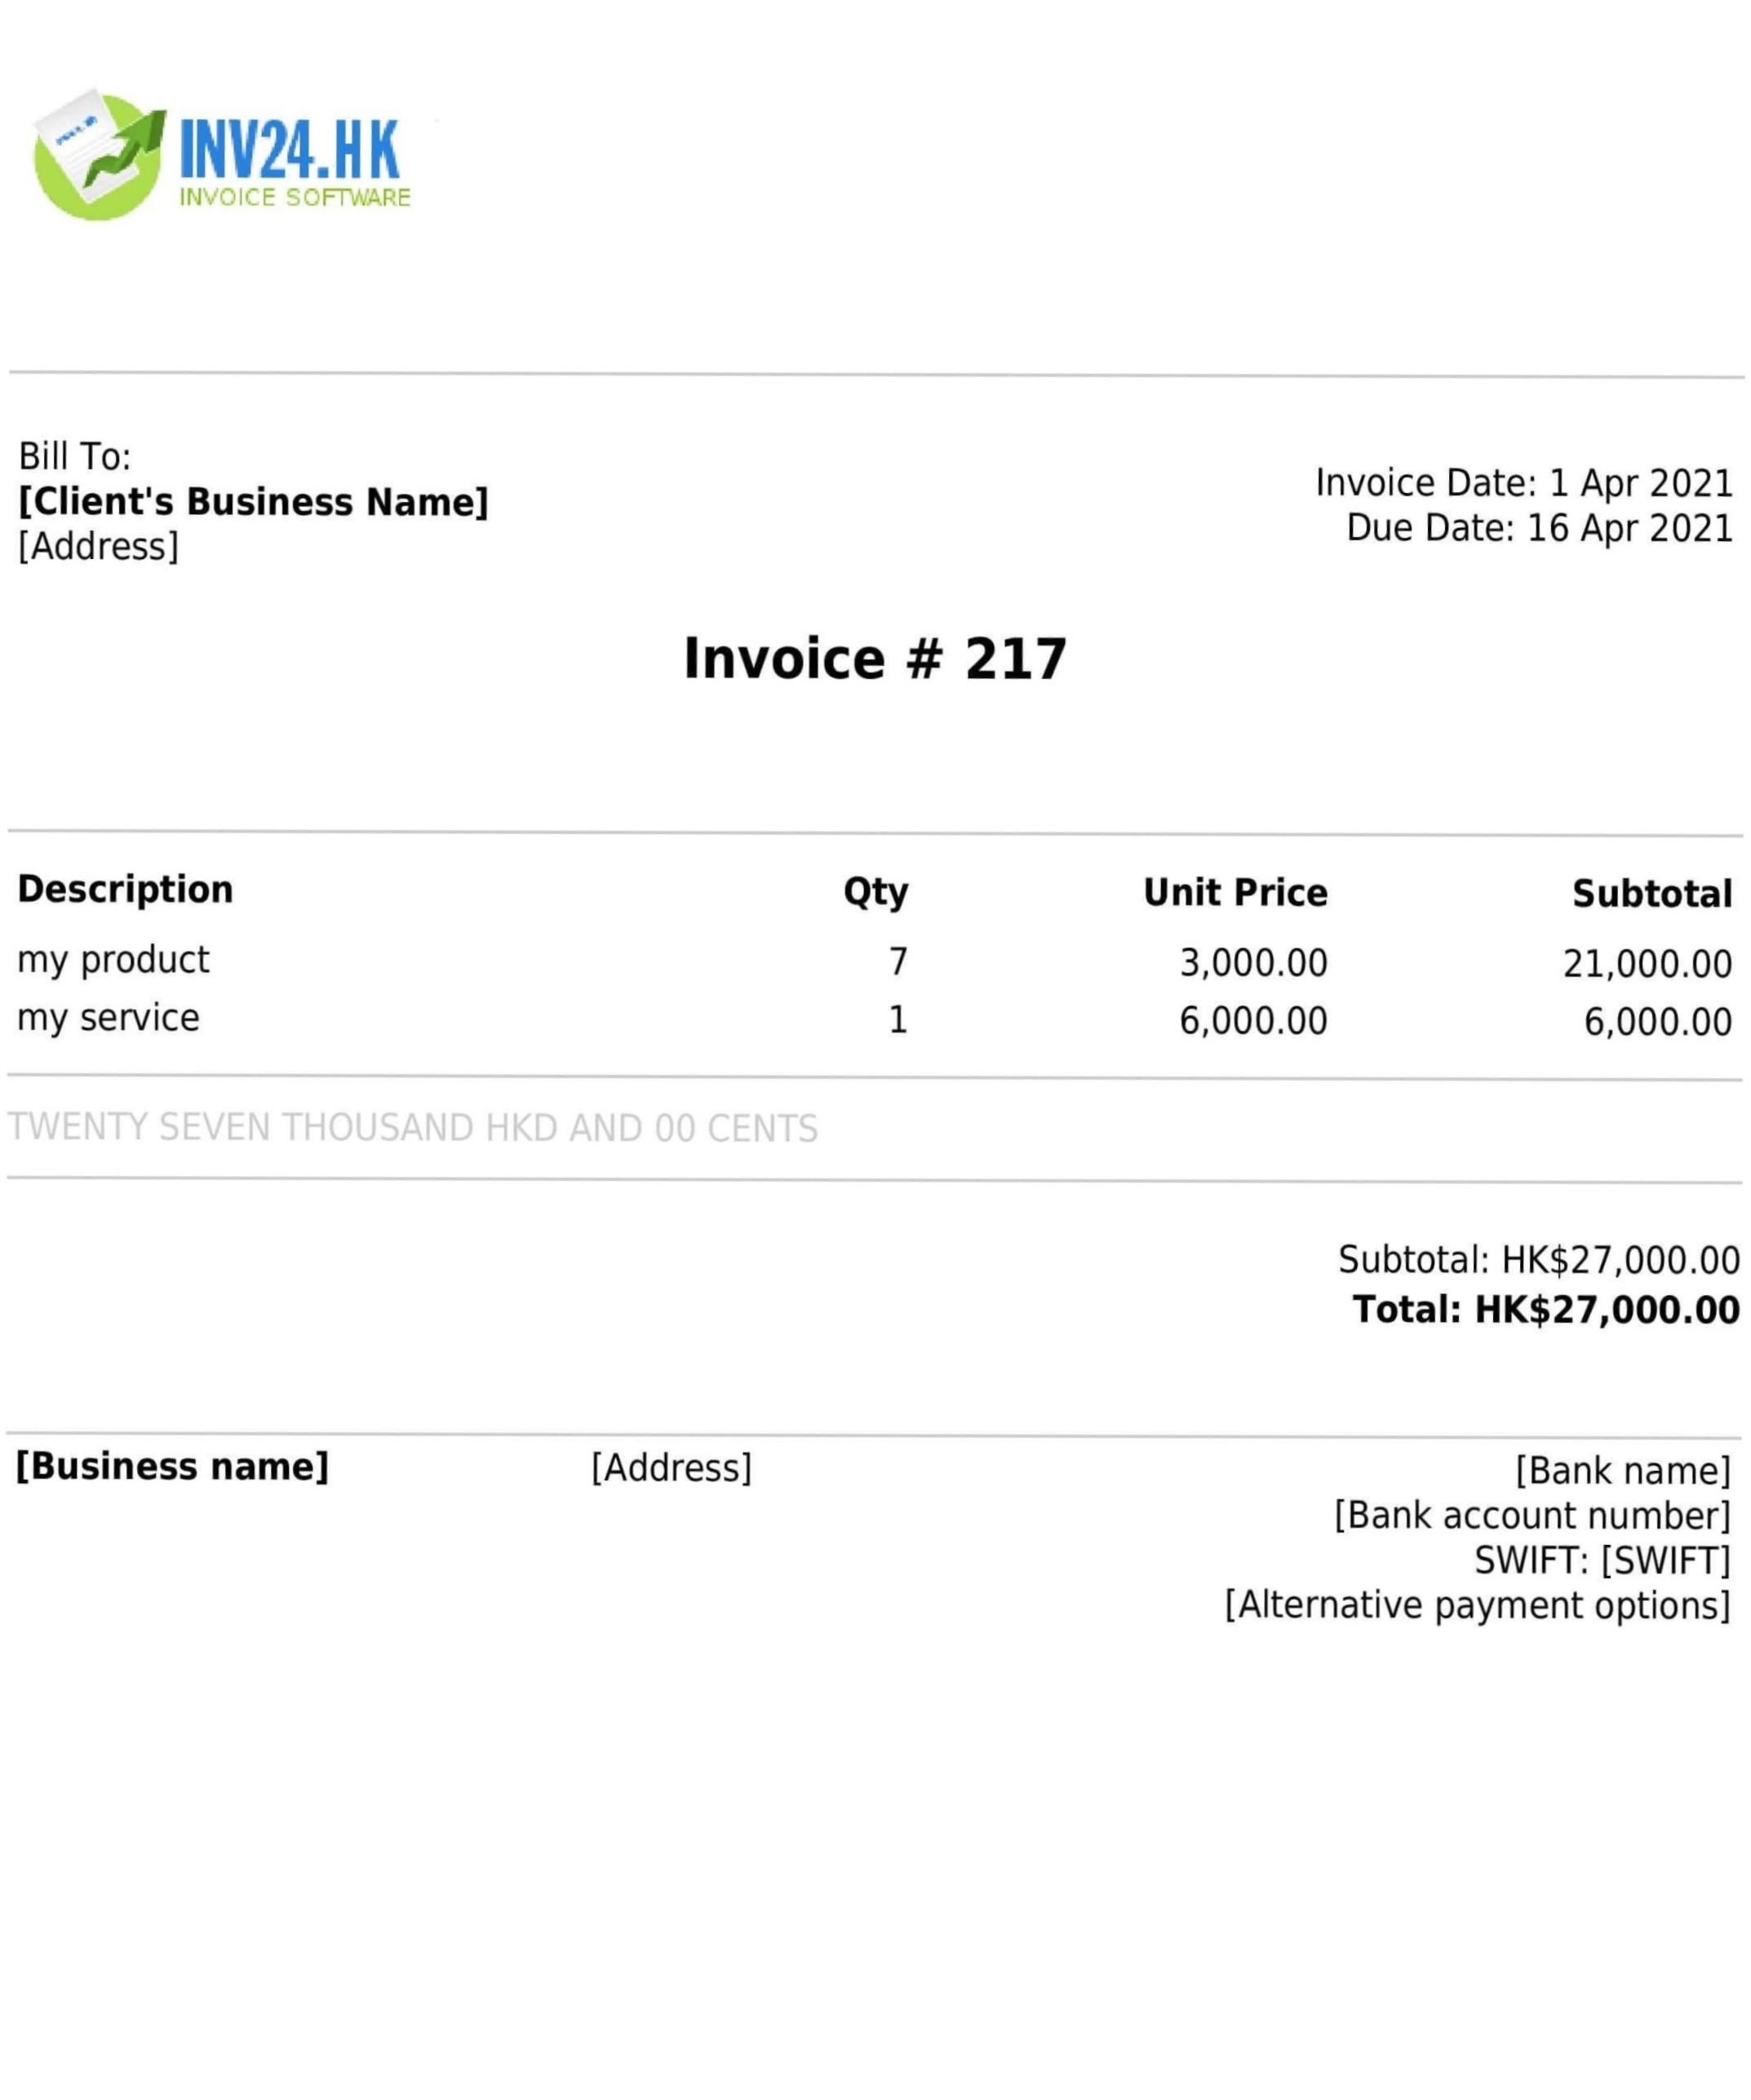 INV24.HK
INVOICE SOFTWARE
Bill To:
[Client's Business Name]
[Address]
Invoice Date: 1 Apr 2021
Due Date: 16 Apr 2021
Invoice # 217
Description Qty Unit Price Subtotal
my product 7 3,000.00 21,000.00
my service 1 6,000.00 6,000.00
TWENTY SEVEN THOUSAND HKD AND 00 CENTS
Subtotal: HK$27,000.00
Total: HK$27,000.00
[Business name] [Address] [Bank name]
[Bank account number]
SWIFT: [SWIFT]
[Alternative payment options]